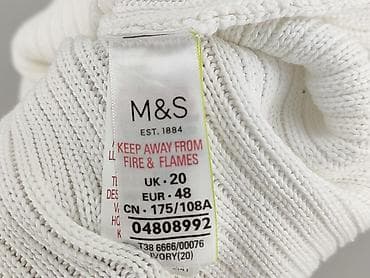 M&S
EST. 1884
KEEP AWAY FROM
FIRE & FLAMES
UK · 20
EUR · 48
CN · 175/108A
04808992
T38 6666/00076
IVORY(20)